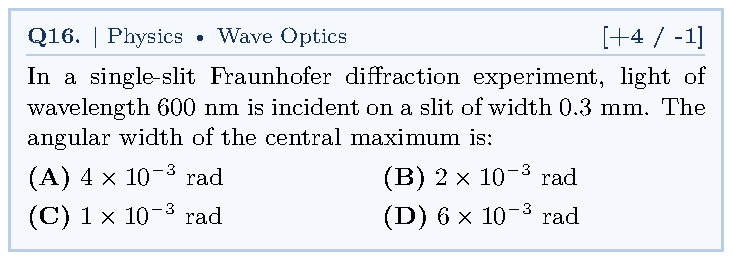 Q16. | Physics • Wave Optics [+4 / -1]
In a single-slit Fraunhofer diffraction experiment, light of
wavelength 600 nm is incident on a slit of width 0.3 mm. The
angular width of the central maximum is:
(A) 4 × 10⁻³ rad (B) 2 × 10⁻³ rad
(C) 1 × 10⁻³ rad (D) 6 × 10⁻³ rad